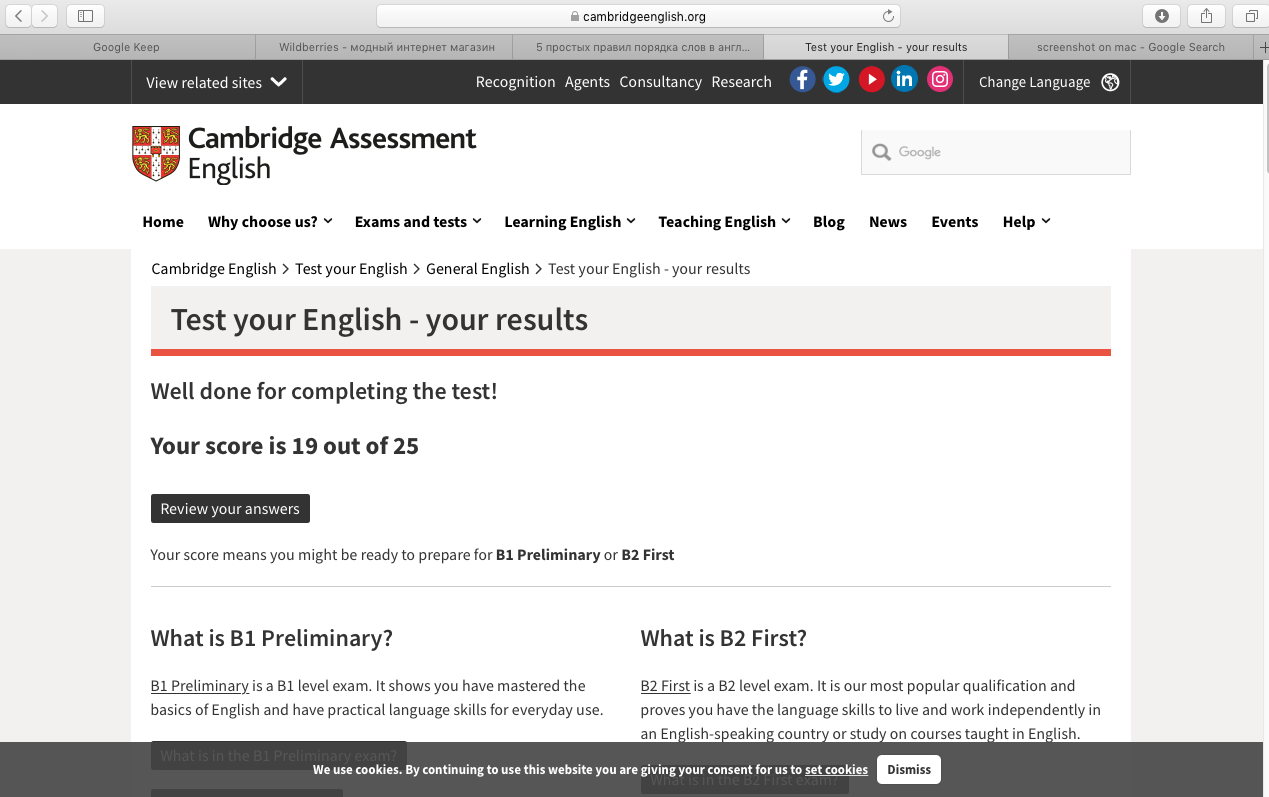 cambridgeenglish.org
Google Keep
Wildberries - модный интернет магазин
5 простых правил порядка слов в англ...
Test your English - your results
screenshot on mac - Google Search
View related sites
Recognition Agents Consultancy Research
Change Language
Cambridge Assessment
English
Google
Home Why choose us? Exams and tests Learning English Teaching English Blog News Events Help
Cambridge English > Test your English > General English > Test your English - your results
Test your English - your results
Well done for completing the test!
Your score is 19 out of 25
Review your answers
Your score means you might be ready to prepare for B1 Preliminary or B2 First
What is B1 Preliminary?
B1 Preliminary is a B1 level exam. It shows you have mastered the
basics of English and have practical language skills for everyday use.
What is in the B1 Preliminary exam?
What is B2 First?
B2 First is a B2 level exam. It is our most popular qualification and
proves you have the language skills to live and work independently in
an English-speaking country or study on courses taught in English.
What is in the B2 First exam?
We use cookies. By continuing to use this website you are giving your consent for us to set cookies
Dismiss